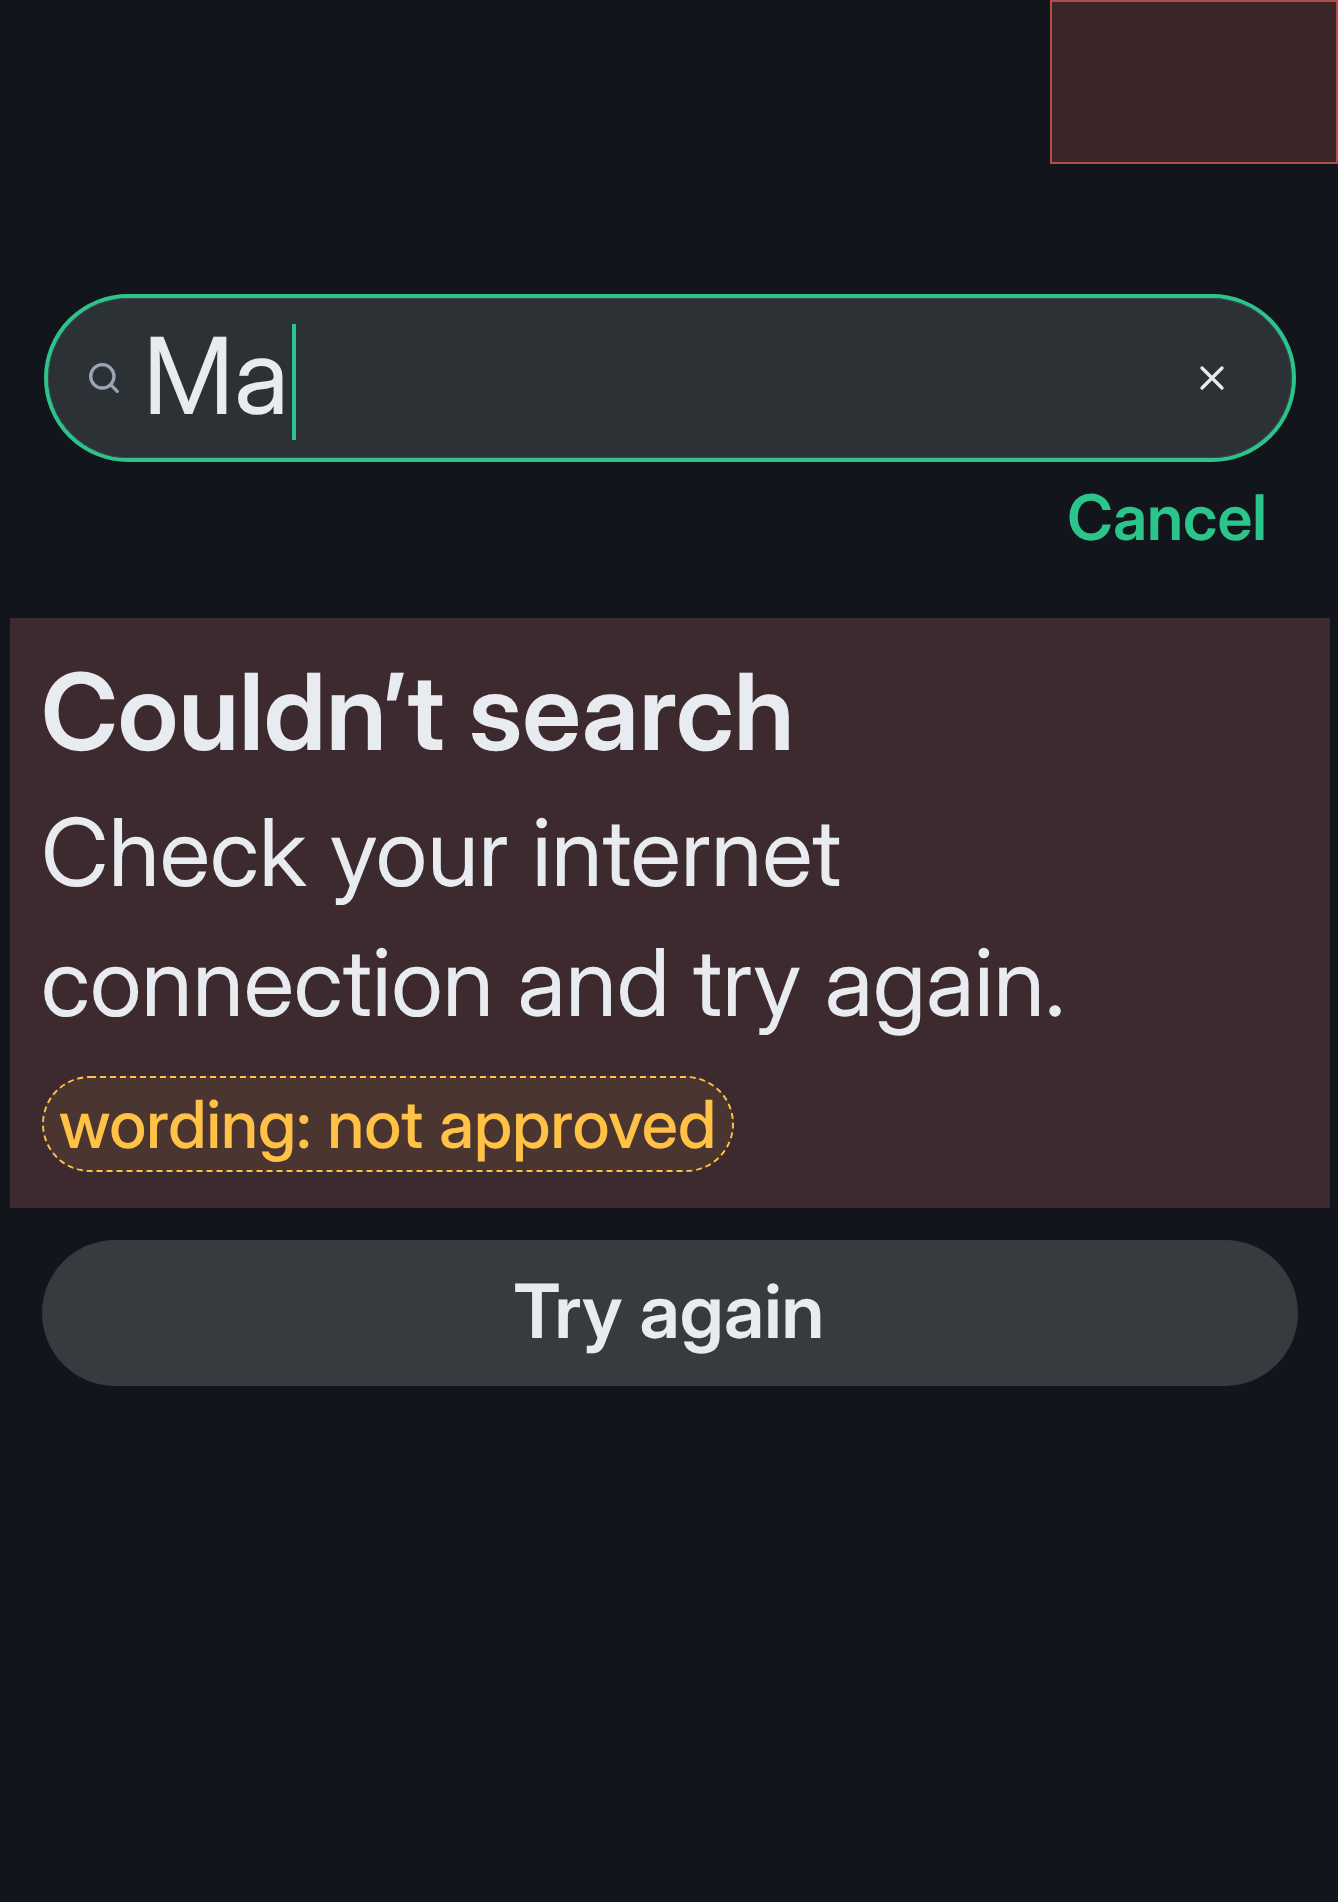 Ma
Cancel
Couldn't search
Check your internet
connection and try again.
wording: not approved
Try again